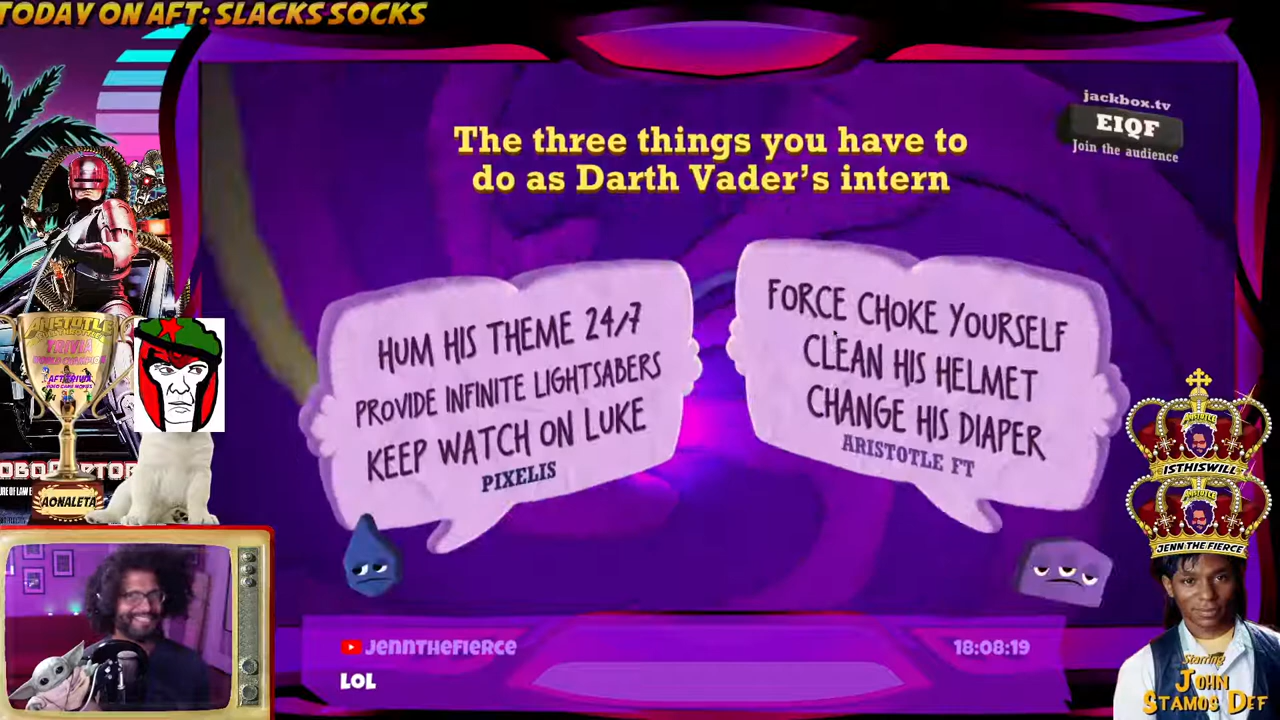 TODAY ON AFT: SLACKS SOCKS
jackbox.tv
EIQF
Join the audience
The three things you have to
do as Darth Vader's intern
HUM HIS THEME 24/7
PROVIDE INFINITE LIGHTSABERS
KEEP WATCH ON LUKE
PIXELIS
FORCE CHOKE YOURSELF
CLEAN HIS HELMET
CHANGE HIS DIAPER
ARISTOTLE FT
ARISTOTLE
TRIVIA
AONALETA
ISTHISWILL
JENN THE FIERCE
Starring
JOHN
STAMOS DEF
JENNTHEFIERCE
18:08:19
LOL